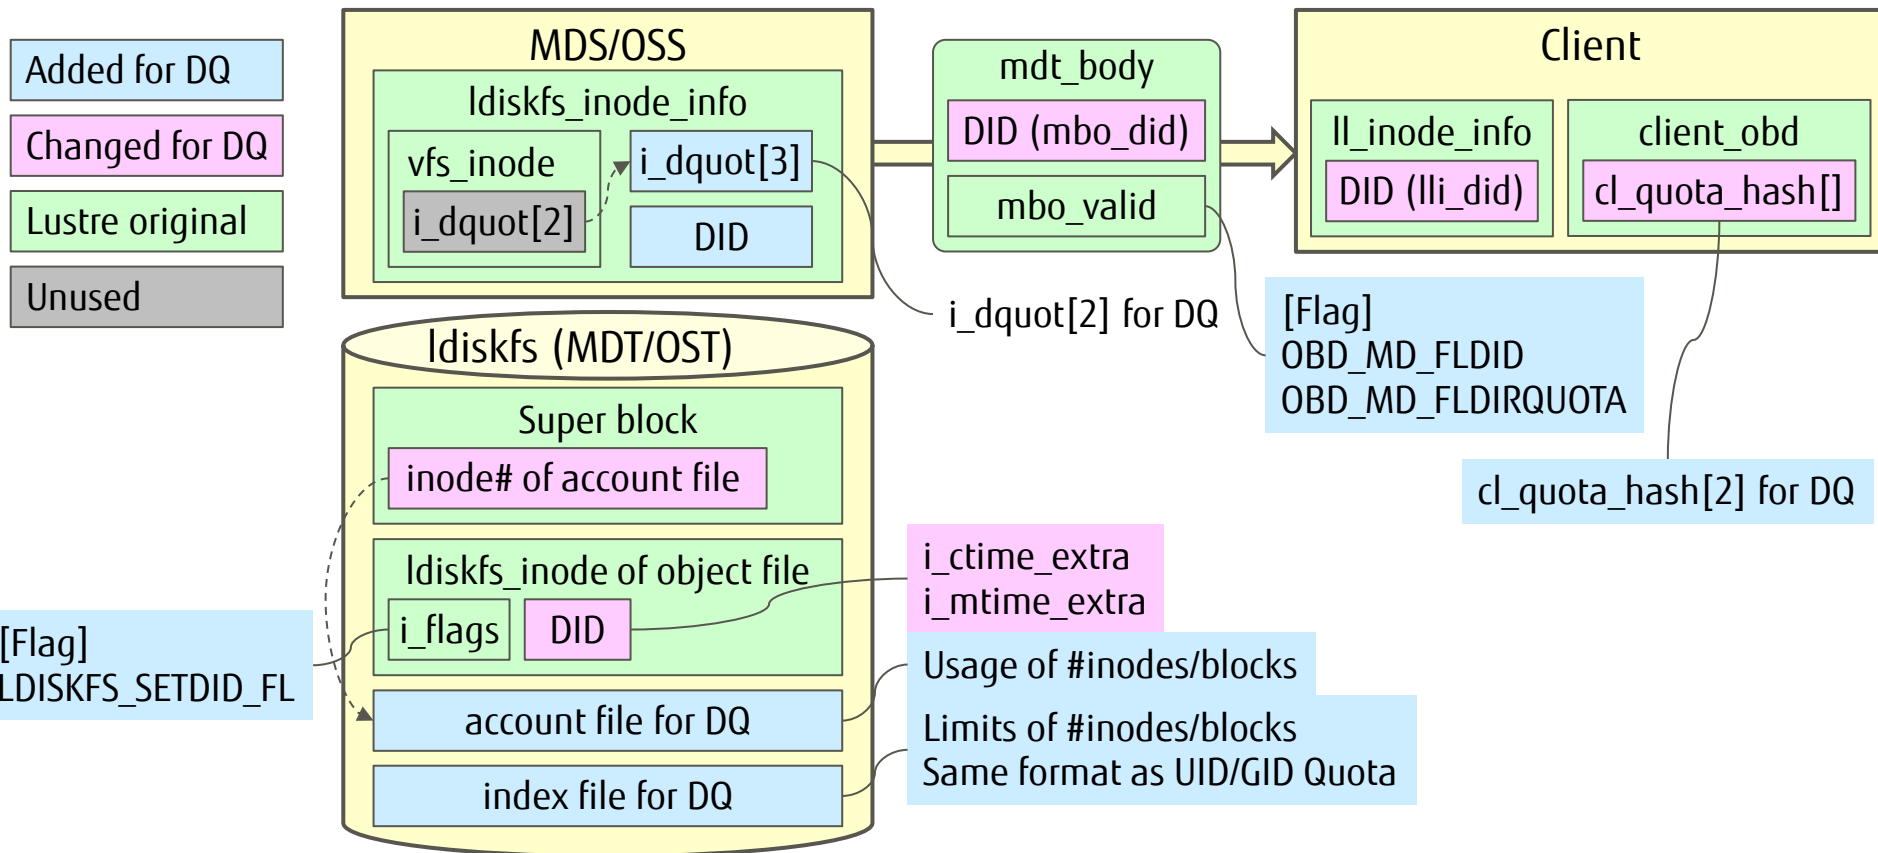 Added for DQ
Changed for DQ
Lustre original
Unused
MDS/OSS
ldiskfs_inode_info
vfs_inode
i_dquot[2]
i_dquot[3]
DID
mdt_body
DID (mbo_did)
mbo_valid
Client
ll_inode_info
DID (lli_did)
client_obd
cl_quota_hash[]
i_dquot[2] for DQ
[Flag]
OBD_MD_FLDID
OBD_MD_FLDIRQUOTA
cl_quota_hash[2] for DQ
ldiskfs (MDT/OST)
Super block
inode# of account file
ldiskfs_inode of object file
i_flags
DID
i_ctime_extra
i_mtime_extra
[Flag]
LDISKFS_SETDID_FL
account file for DQ
Usage of #inodes/blocks
index file for DQ
Limits of #inodes/blocks
Same format as UID/GID Quota